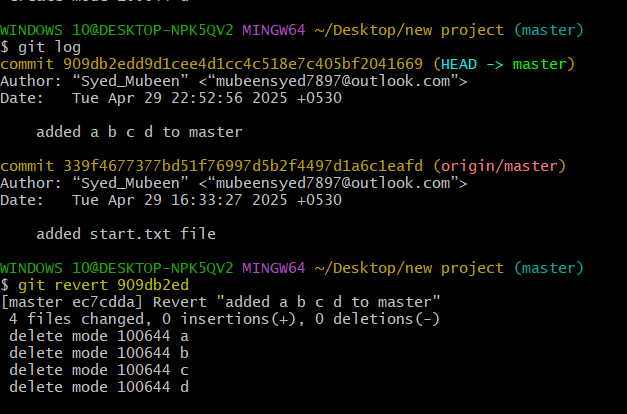 WINDOWS 10@DESKTOP-NPK5QV2 MINGW64 ~/Desktop/new project (master)
$ git log
commit 909db2edd9d1cee4d1cc4c518e7c405bf2041669 (HEAD -> master)
Author: “Syed_Mubeen” <“mubeensyed7897@outlook.com”>
Date:   Tue Apr 29 22:52:56 2025 +0530
    added a b c d to master
commit 339f4677377bd51f76997d5b2f4497d1a6c1eafd (origin/master)
Author: “Syed_Mubeen” <“mubeensyed7897@outlook.com”>
Date:   Tue Apr 29 16:33:27 2025 +0530
    added start.txt file
WINDOWS 10@DESKTOP-NPK5QV2 MINGW64 ~/Desktop/new project (master)
$ git revert 909db2ed
[master ec7cdda] Revert "added a b c d to master"
 4 files changed, 0 insertions(+), 0 deletions(-)
 delete mode 100644 a
 delete mode 100644 b
 delete mode 100644 c
 delete mode 100644 d